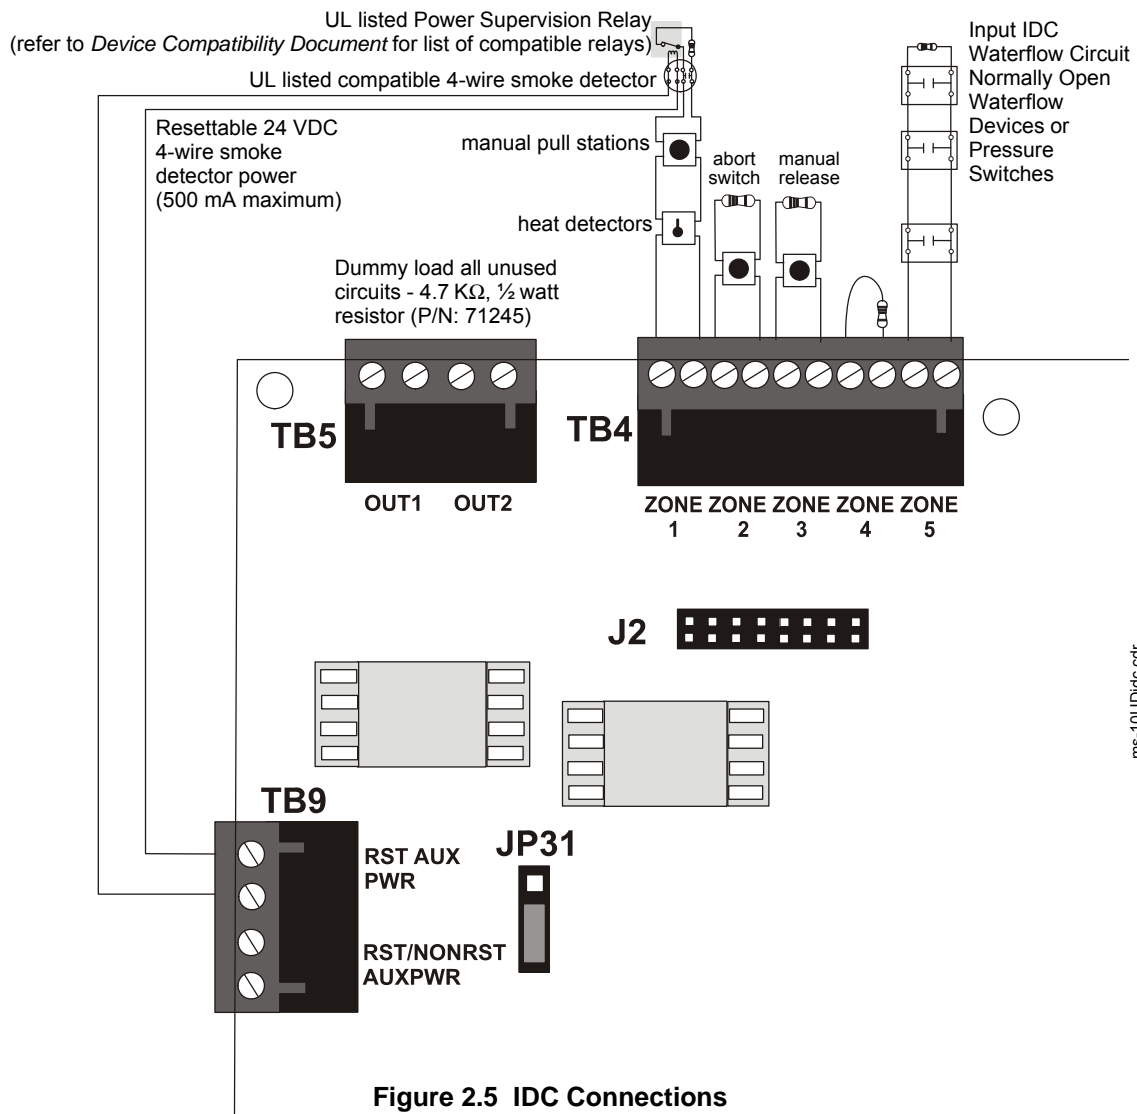 UL listed Power Supervision Relay
(refer to Device Compatibility Document for list of compatible relays)
UL listed compatible 4-wire smoke detector
Resettable 24 VDC
4-wire smoke
detector power
(500 mA maximum)
manual pull stations
heat detectors
abort
switch
manual
release
Input IDC
Waterflow Circuit
Normally Open
Waterflow
Devices or
Pressure
Switches
Dummy load all unused
circuits - 4.7 KΩ, ½ watt
resistor (P/N: 71245)
TB5
OUT1
OUT2
TB4
ZONE
1
ZONE
2
ZONE
3
ZONE
4
ZONE
5
J2
ms-10UDidc.cdr
TB9
RST AUX
PWR
RST/NONRST
AUXPWR
JP31
Figure 2.5 IDC Connections